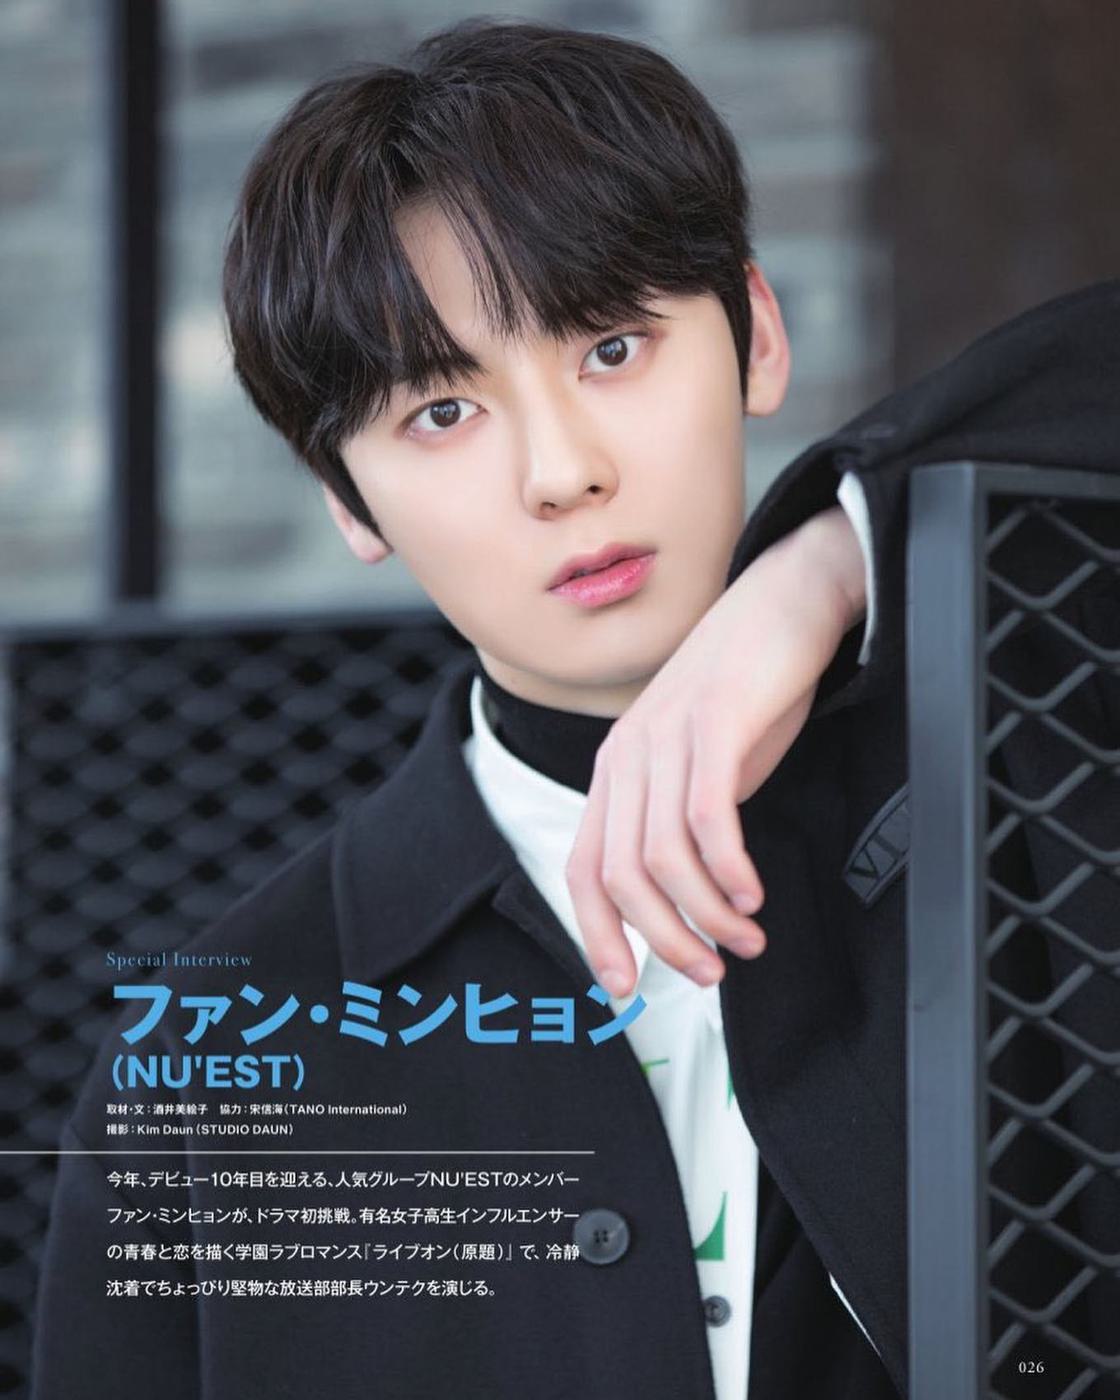 Special Interview
ファン・ミンヒョン
(NU'EST)
取材・文：酒井美絵子　協力：宋信海（TANO International）
撮影：Kim Daun（STUDIO DAUN）
今年、デビュー10年目を迎える、人気グループNU'ESTのメンバー
ファン・ミンヒョンが、ドラマ初挑戦。有名女子高生インフルエンサー
の青春と恋を描く学園ラブロマンス『ライブオン（原題）』で、冷静
沈着でちょっぴり堅物な放送部部長ウンテクを演じる。
026